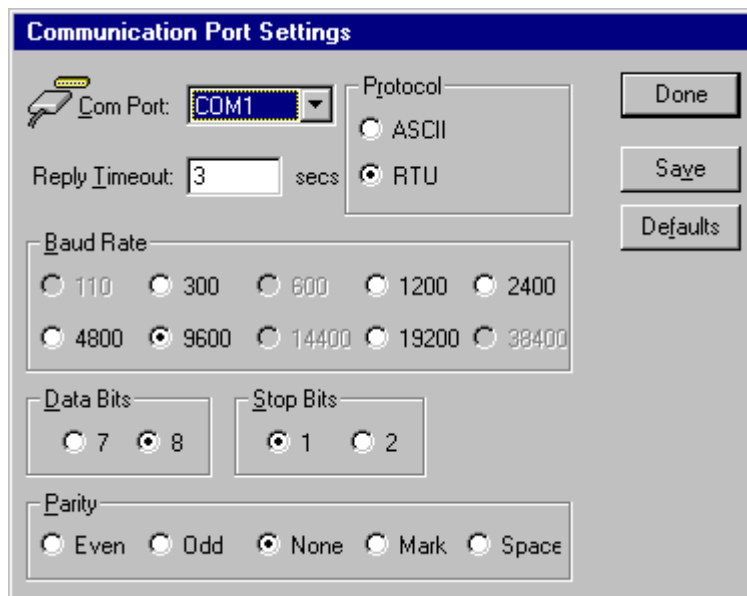 Communication Port Settings
Com Port: COM1
Protocol
ASCII
RTU
Reply Timeout: 3 secs
Done
Save
Defaults
Baud Rate
110 300 600 1200 2400
4800 9600 14400 19200 38400
Data Bits
7 8
Stop Bits
1 2
Parity
Even Odd None Mark Space